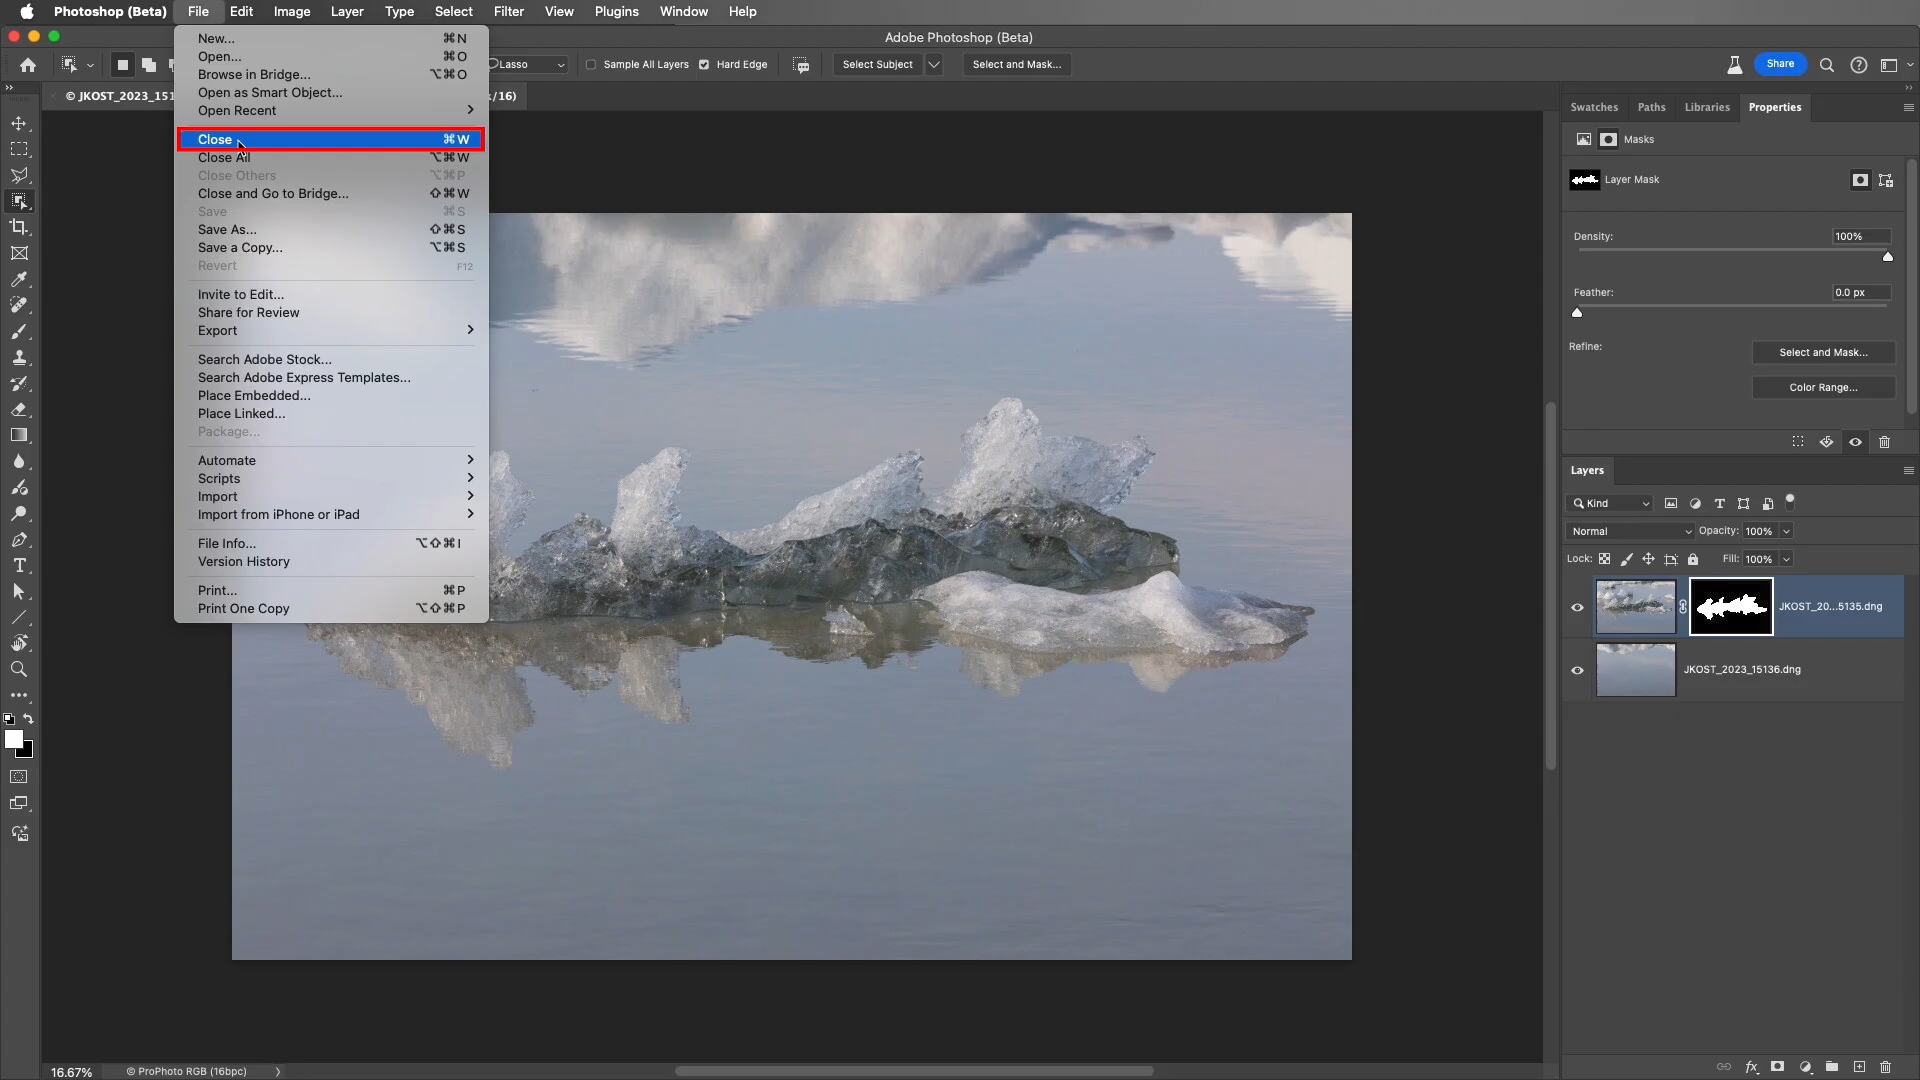 Photoshop (Beta) File Edit Image Layer Type Select Filter View Plugins Window Help
Adobe Photoshop (Beta)
Lasso Sample All Layers Hard Edge Select Subject Select and Mask... Share
© JKOST_2023_151 k/16)
New... ⌘N
Open... ⌘O
Browse in Bridge... ⌥⌘O
Open as Smart Object...
Open Recent
Close ⌘W
Close All ⌥⌘W
Close Others ⌥⌘P
Close and Go to Bridge... ⇧⌘W
Save ⌘S
Save As... ⇧⌘S
Save a Copy... ⌥⌘S
Revert F12
Invite to Edit...
Share for Review
Export
Search Adobe Stock...
Search Adobe Express Templates...
Place Embedded...
Place Linked...
Package...
Automate
Scripts
Import
Import from iPhone or iPad
File Info... ⌥⇧⌘I
Version History
Print... ⌘P
Print One Copy ⌥⇧⌘P
Swatches Paths Libraries Properties
Masks
Layer Mask
Density: 100%
Feather: 0.0 px
Refine: Select and Mask...
Color Range...
Layers
Kind
Normal Opacity: 100%
Lock: Fill: 100%
JKOST_20...5135.dng
JKOST_2023_15136.dng
16.67% © ProPhoto RGB (16bpc)